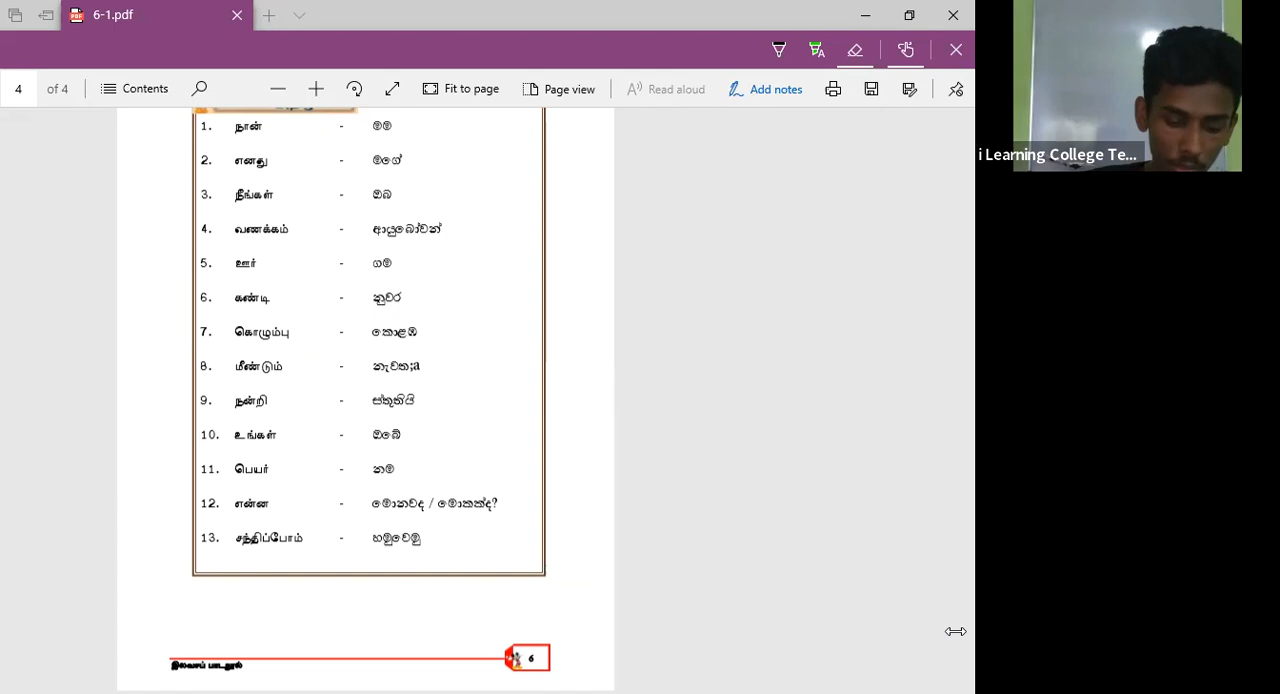 6-1.pdf
4 of 4 Contents Fit to page Page view Read aloud Add notes
1. நான் - මම
2. எனது - මගේ
3. நீங்கள் - ඔබ
4. வணக்கம் - ආයුබෝවන්
5. ஊர் - ගම
6. கண்டி - නුවර
7. கொழும்பு - කොළඹ
8. மீண்டும் - නැවත;a
9. நன்றி - ස්තූතියි
10. உங்கள் - ඔබේ
11. பெயர் - නම
12. என்ன - මොනවද / මොකක්ද?
13. சந்திப்போம் - හමුවෙමු
இலவசப் பாடநூல்
6
i Learning College Te...